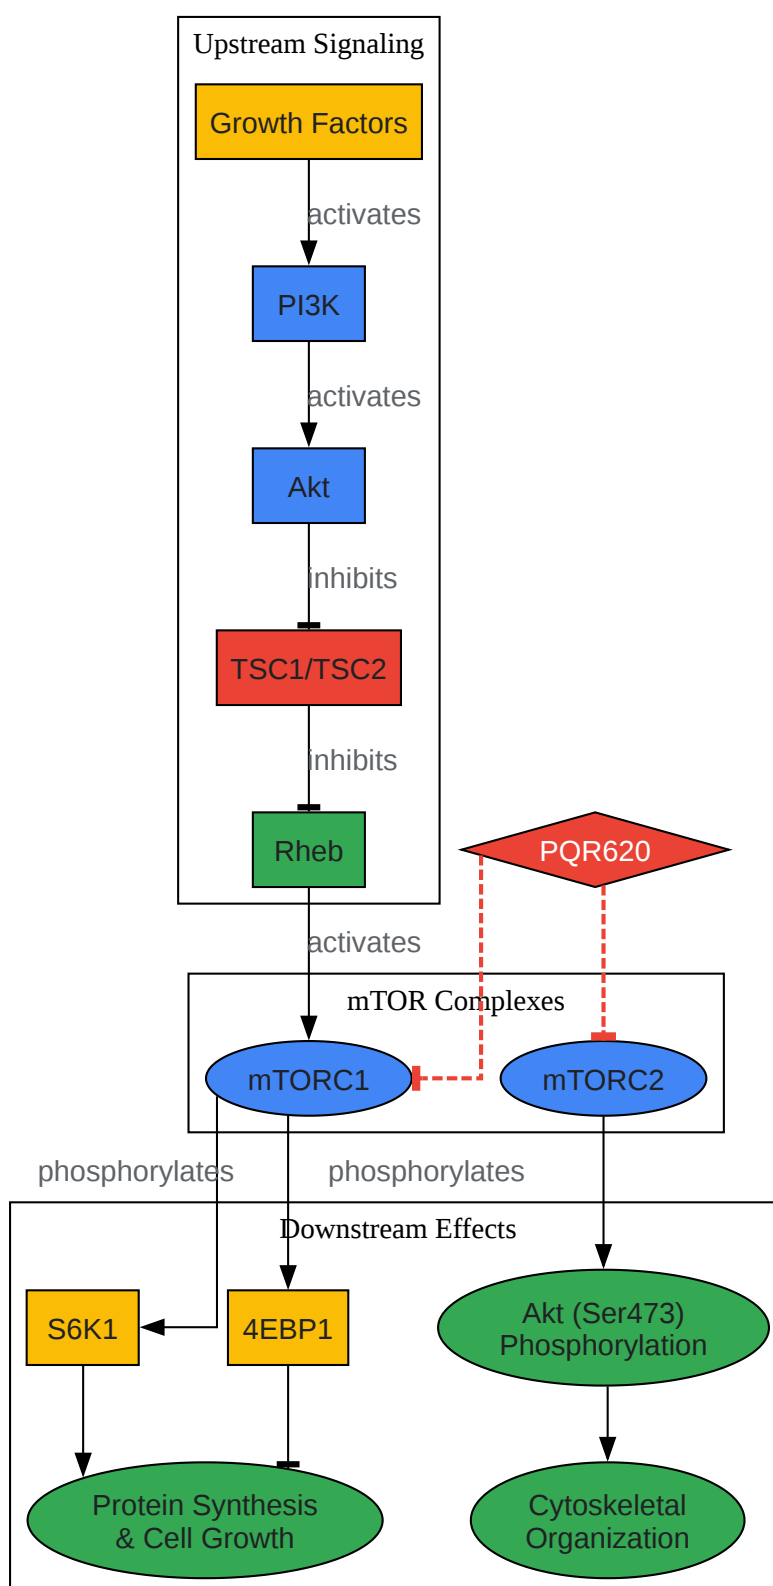 Upstream Signaling
Growth Factors
activates
PI3K
activates
Akt
inhibits
TSC1/TSC2
inhibits
Rheb
PQR620
activates
mTOR Complexes
mTORC1
mTORC2
phosphorylates
phosphorylates
Downstream Effects
S6K1
4EBP1
Akt (Ser473)
Phosphorylation
Protein Synthesis
& Cell Growth
Cytoskeletal
Organization